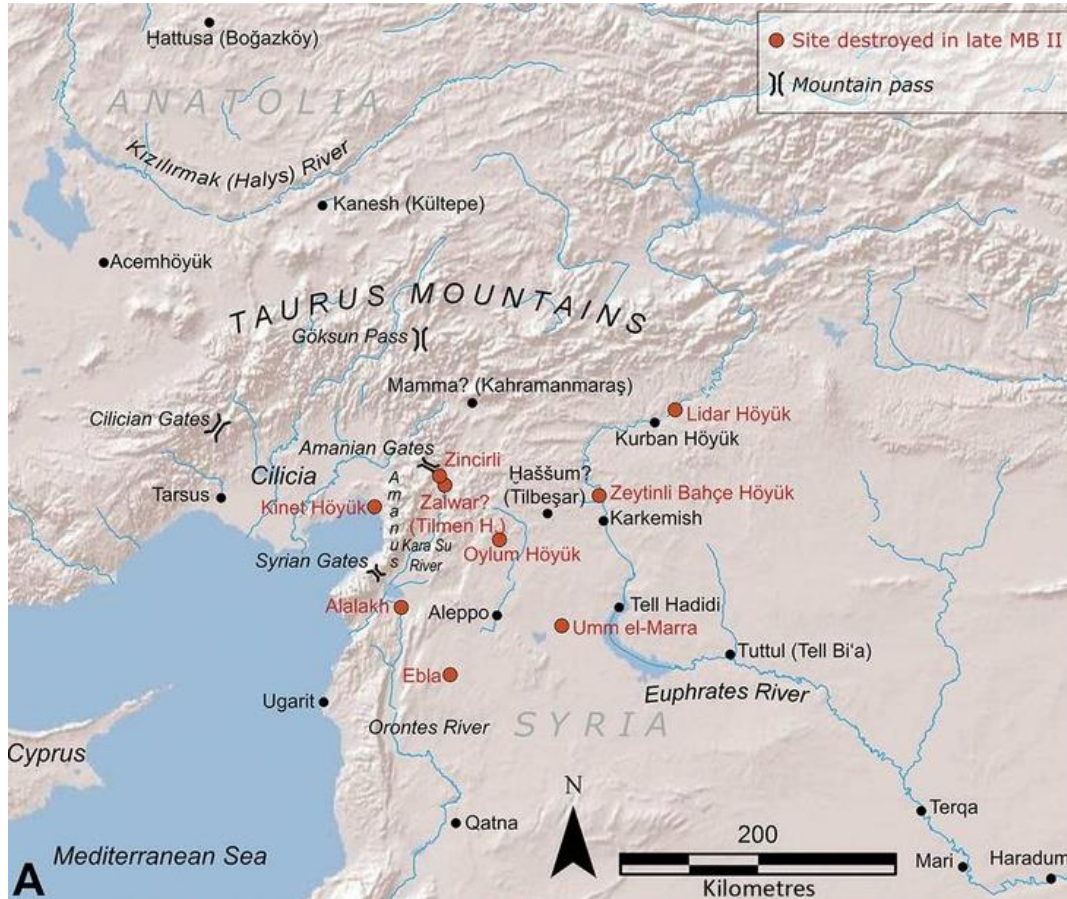 Ḫattusa (Boğazköy)
Site destroyed in late MB II
Mountain pass
ANATOLIA
Kızılırmak (Halys) River
Kanesh (Kültepe)
Acemhöyük
TAURUS MOUNTAINS
Göksun Pass
Mamma? (Kahramanmaraş)
Lidar Höyük
Kurban Höyük
Cilician Gates
Amanian Gates
Zincirli
Cilicia
Amanus
Ḫaššum?
(Tilbeşar)
Zeytinli Bahçe Höyük
Tarsus
Kinet Höyük
Zalwar?
(Tilmen H.)
Karkemish
Kara Su
River
Oylum Höyük
Syrian Gates
Alalakh
Aleppo
Tell Hadidi
Umm el-Marra
Tuttul (Tell Bi‘a)
Ebla
Euphrates River
Ugarit
Orontes River
SYRIA
Cyprus
N
Terqa
Qatna
200
Mediterranean Sea
Mari
Haradum
A
Kilometres